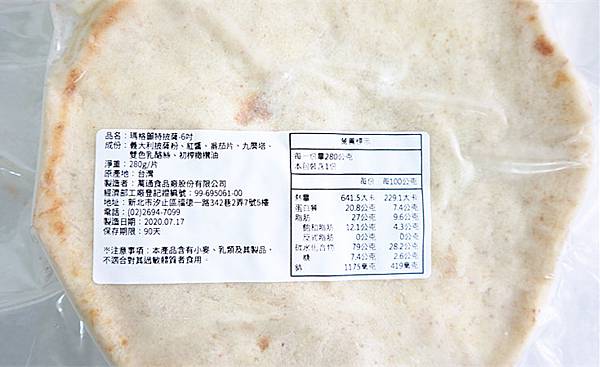 品名：瑪格麗特披薩-6吋
成份：義大利披薩粉、紅醬、蕃茄片、九層塔、
雙色乳酪絲、初榨橄欖油
淨重：280g/片
原產地：台灣
製造者：萬通食品廠股份有限公司
經濟部工廠登記證編號：99-695061-00
地址：新北市汐止區福德一路342巷2弄7號5樓
電話：(02)2694-7099
製造日期：2020.07.17
保存期限：90天
※注意事項：本產品含有小麥、乳類及其製品，
不適合對其過敏體質者食用。
營養標示
每一份量280公克
本包裝含1份
每份 每100公克
熱量 641.5大卡 229.1大卡
蛋白質 20.8公克 7.4公克
脂肪 27公克 9.6公克
飽和脂肪 12.1公克 4.3公克
反式脂肪 0公克 0公克
碳水化合物 79公克 28.2公克
糖 7.4公克 2.6公克
鈉 1175毫克 419毫克